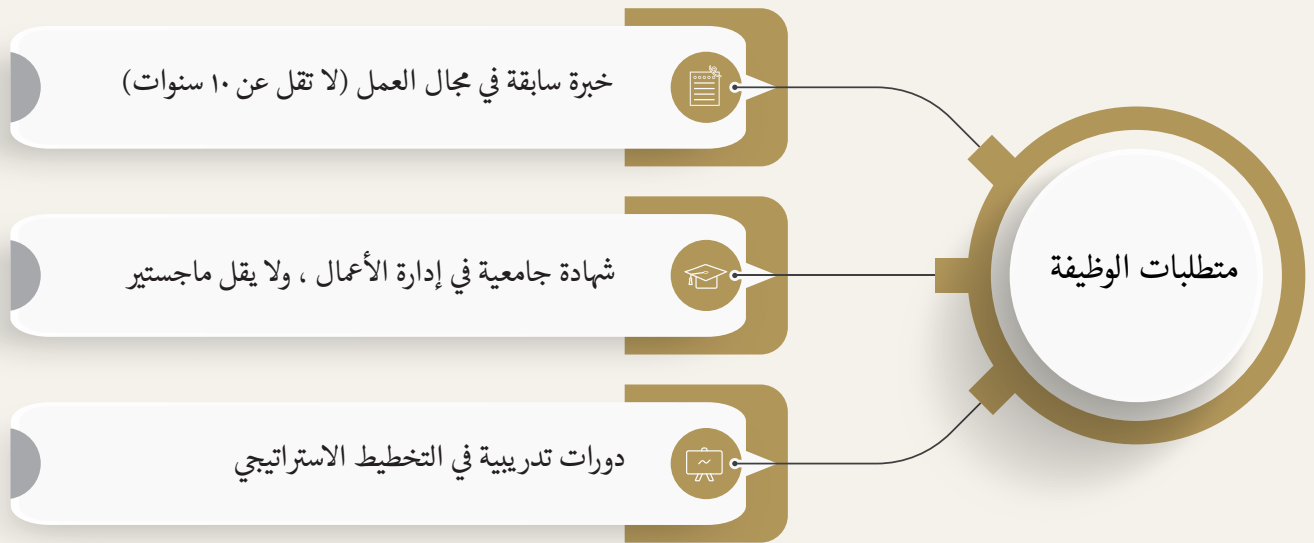 متطلبات الوظيفة
خبرة سابقة في مجال العمل (لا تقل عن ١٠ سنوات)
شهادة جامعية في إدارة الأعمال ، ولا يقل ماجستير
دورات تدريبية في التخطيط الاستراتيجي